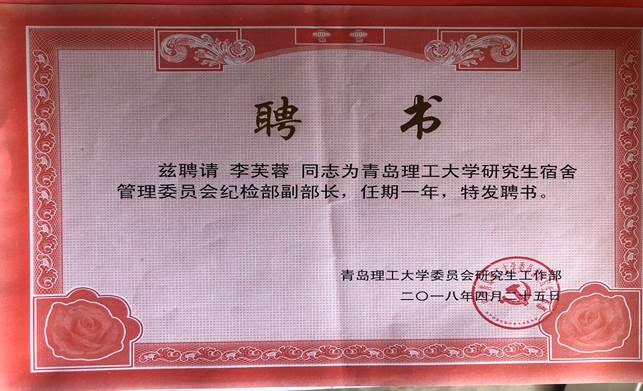 聘 书
兹聘请 李芙蓉 同志为青岛理工大学研究生宿舍
管理委员会纪检部副部长，任期一年，特发聘书。
青岛理工大学委员会研究生工作部
二〇一八年四月二十五日